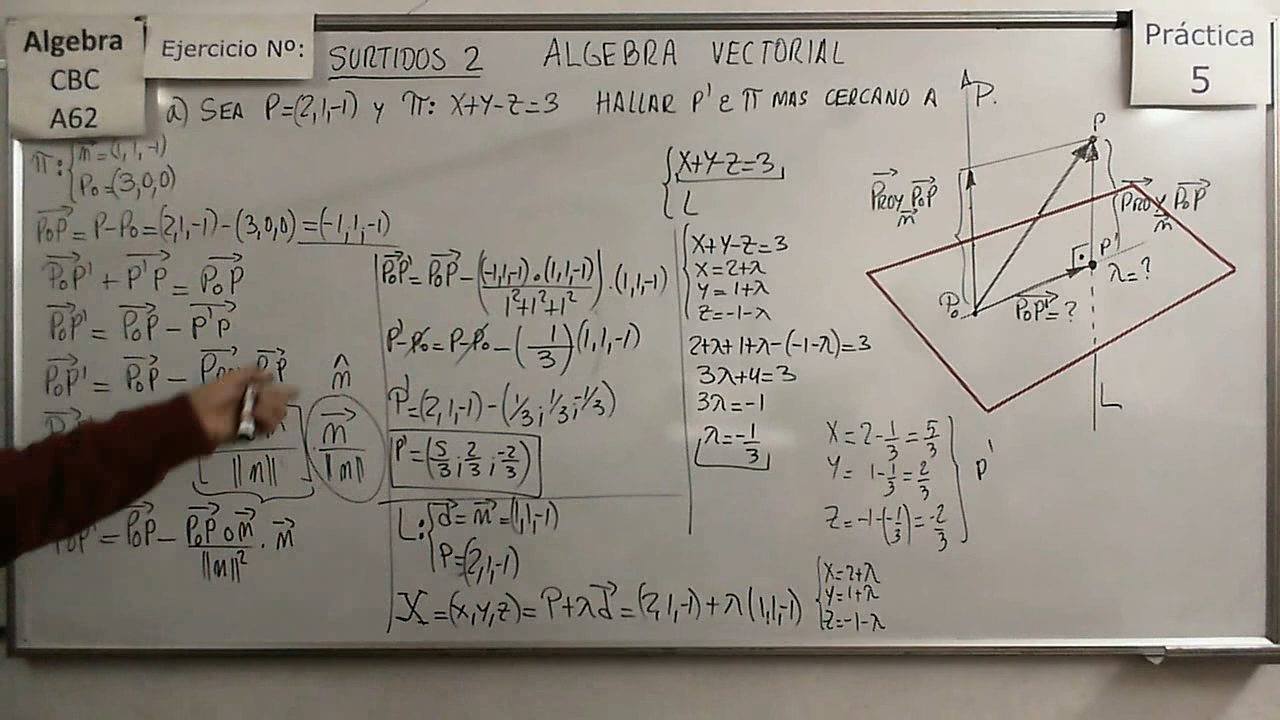 Algebra
CBC
A62
Ejercicio Nº:
SURTIDOS 2 ALGEBRA VECTORIAL
Práctica
5
a) SEA P=(2,1,-1) y π: X+Y-Z=3 HALLAR P' ε π MAS CERCANO A P.
π: { n⃗=(1,1,-1)
P₀=(3,0,0)
P₀P⃗ = P-P₀=(2,1,-1)-(3,0,0)=(-1,1,-1)
P₀P'⃗ + P'P⃗ = P₀P⃗
P₀P'⃗ = P₀P⃗ - P'P⃗
P₀P'⃗ = P₀P⃗ -
‖n‖
n̂
n⃗/‖n‖
P₀P'⃗ = P₀P⃗ - (P₀P⃗ o n⃗)/‖n‖² . n⃗
P₀P'⃗ = P₀P⃗ - ((-1,1,-1)o(1,1,-1)/(1²+1²+1²)).(1,1,-1)
P'-P₀=P-P₀-(1/3)(1,1,-1)
P'=(2,1,-1)-(1/3;1/3;-1/3)
P'=(5/3;2/3;-2/3)
L: { d⃗=n⃗=(1,1,-1)
P=(2,1,-1)
X=(x,y,z)=P+λd⃗=(2,1,-1)+λ(1,1,-1)
{ X=2+λ
Y=1+λ
Z=-1-λ
{ X+Y-Z=3
L
{ X+Y-Z=3
X=2+λ
Y=1+λ
Z=-1-λ
2+λ+1+λ-(-1-λ)=3
3λ+4=3
3λ=-1
λ=-1/3
X=2-1/3=5/3
Y=1-1/3=2/3
Z=-1-(-1/3)=-2/3
} P'
P
PROY P₀P⃗
n⃗
PROY P₀P⃗
n⃗
P'
λ=?
P₀
P₀P'⃗=?
L